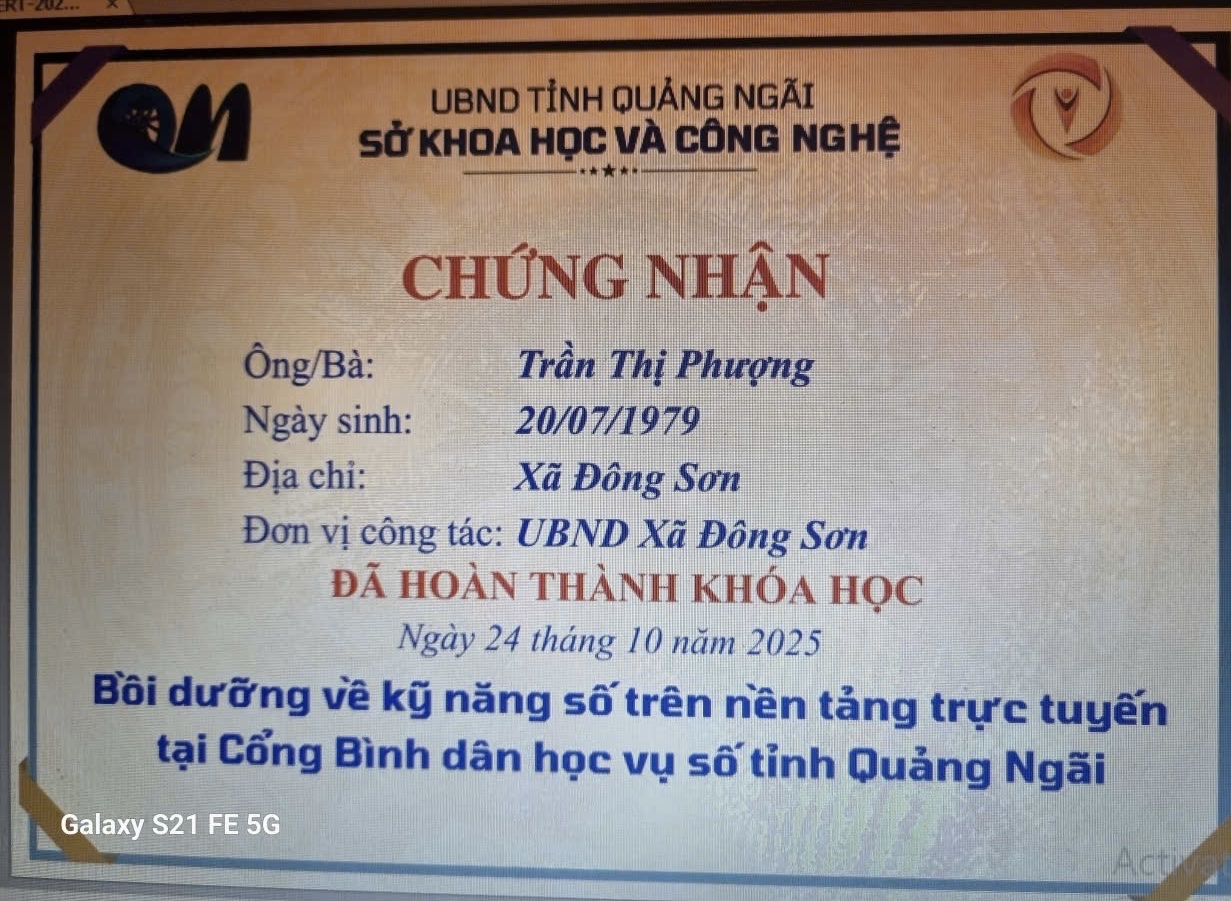 ERT-202... ×
QM
UBND TỈNH QUẢNG NGÃI
SỞ KHOA HỌC VÀ CÔNG NGHỆ
CHỨNG NHẬN
Ông/Bà: Trần Thị Phượng
Ngày sinh: 20/07/1979
Địa chỉ: Xã Đông Sơn
Đơn vị công tác: UBND Xã Đông Sơn
ĐÃ HOÀN THÀNH KHÓA HỌC
Ngày 24 tháng 10 năm 2025
Bồi dưỡng về kỹ năng số trên nền tảng trực tuyến
tại Cổng Bình dân học vụ số tỉnh Quảng Ngãi
Galaxy S21 FE 5G